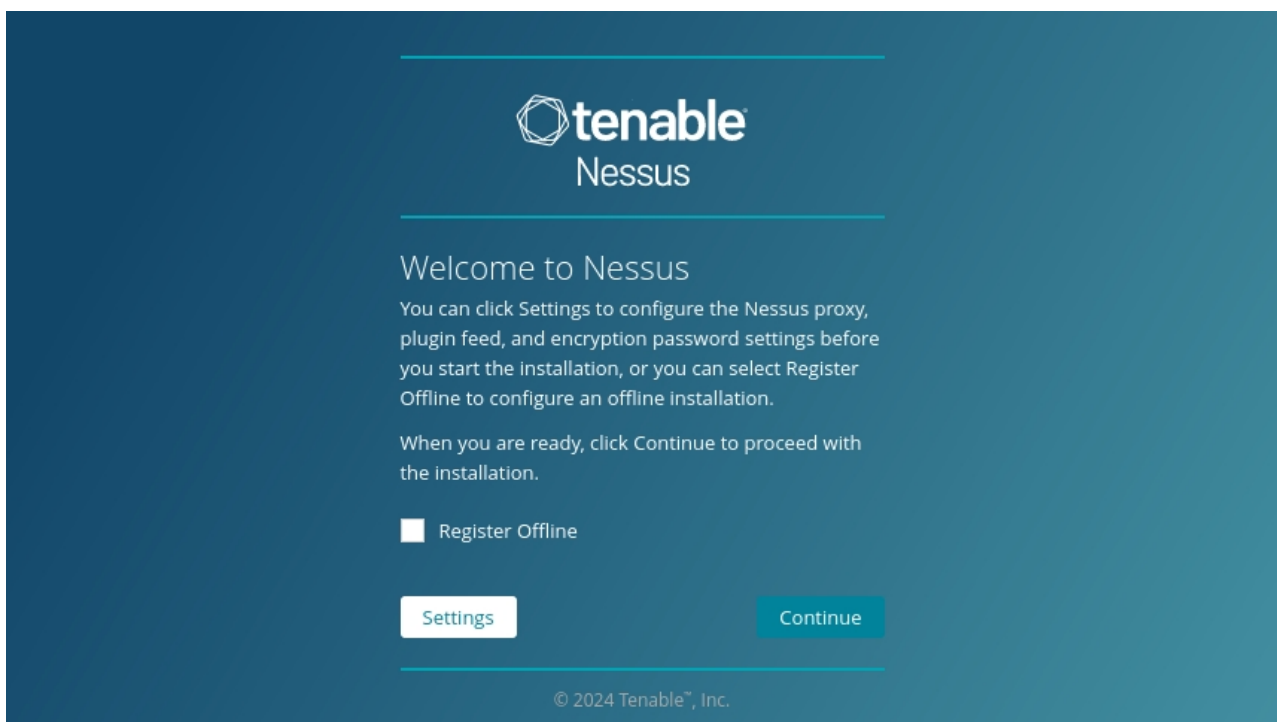 tenable
Nessus
Welcome to Nessus
You can click Settings to configure the Nessus proxy,
plugin feed, and encryption password settings before
you start the installation, or you can select Register
Offline to configure an offline installation.
When you are ready, click Continue to proceed with
the installation.
Register Offline
Settings
Continue
© 2024 Tenable™, Inc.